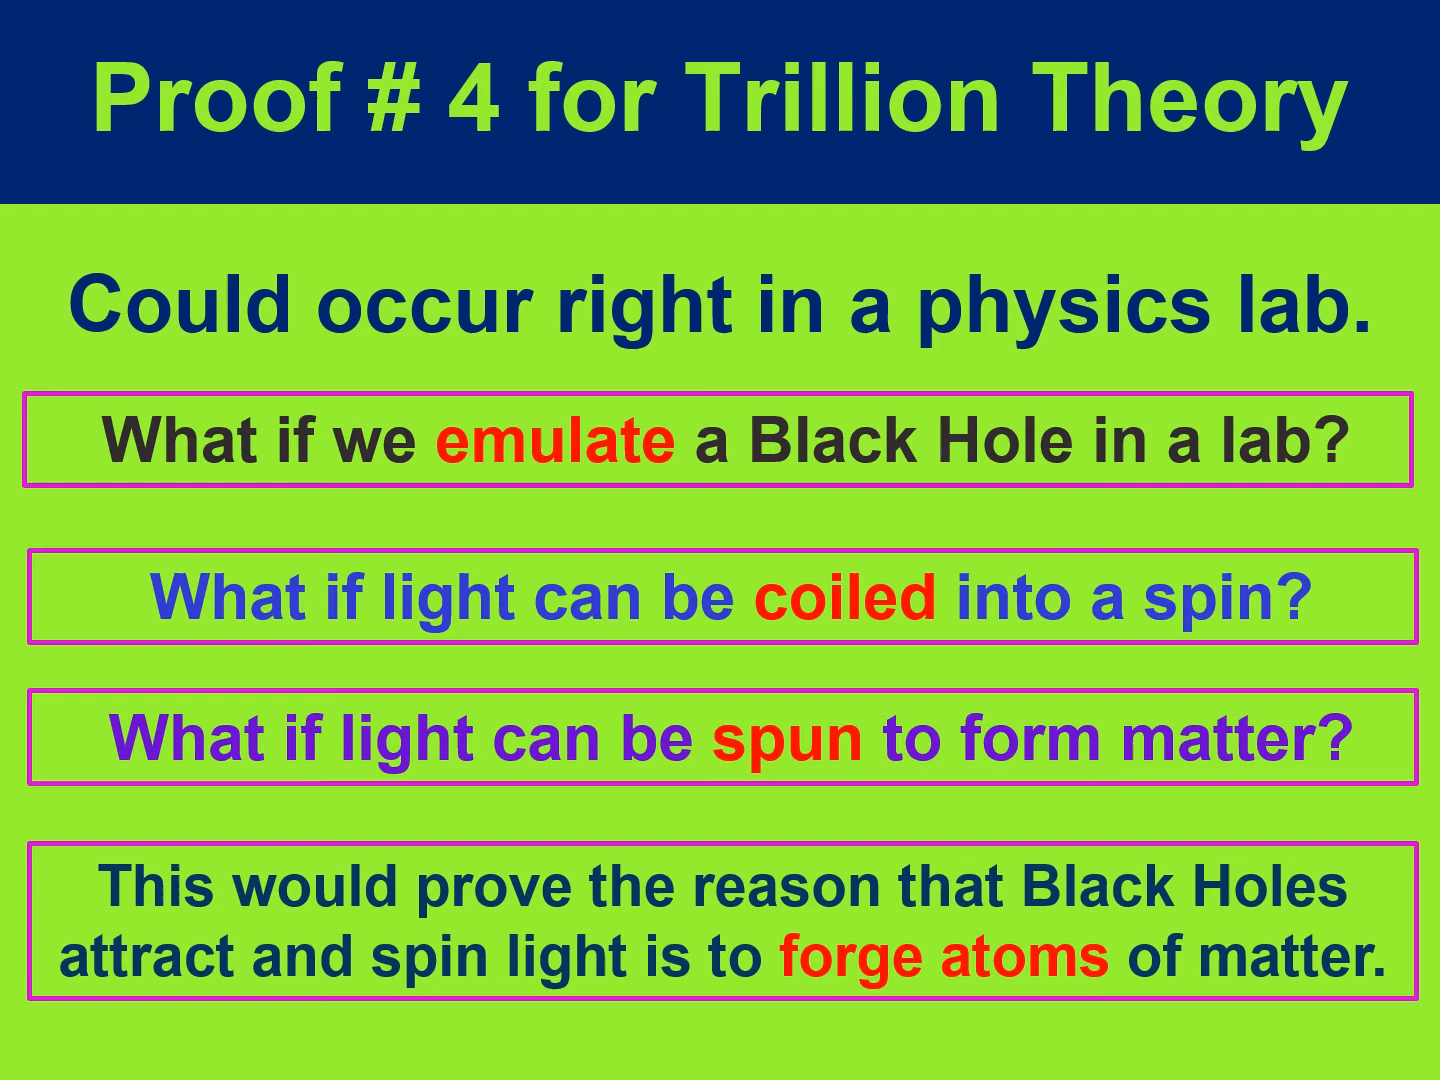 Proof # 4 for Trillion Theory
Could occur right in a physics lab.
What if we emulate a Black Hole in a lab?
What if light can be coiled into a spin?
What if light can be spun to form matter?
This would prove the reason that Black Holes
attract and spin light is to forge atoms of matter.